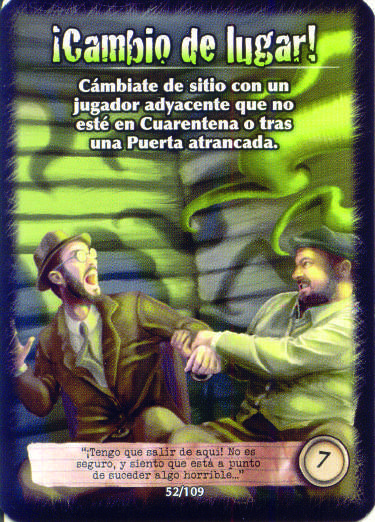 ¡Cambio de lugar!
Cámbiate de sitio con un
jugador adyacente que no
esté en Cuarentena o tras
una Puerta atrancada.
"¡Tengo que salir de aquí! No es
seguro, y siento que está a punto
de suceder algo horrible..."
7
52/109